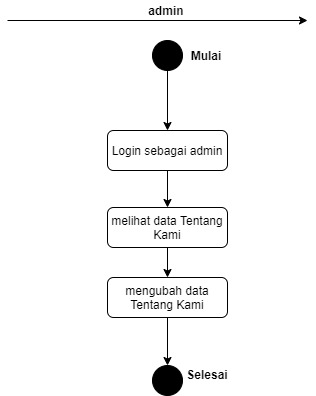 admin
Mulai
Login sebagai admin
melihat data Tentang
Kami
mengubah data
Tentang Kami
Selesai